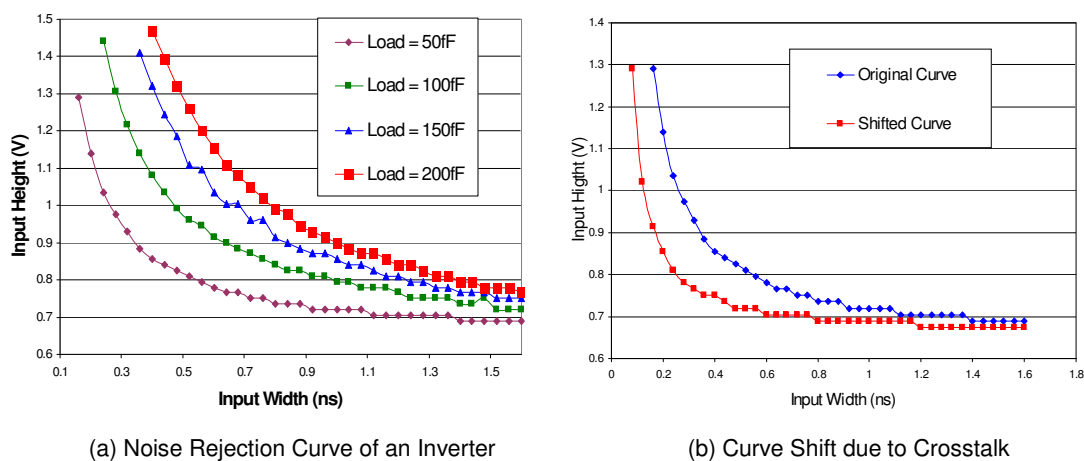 1.5
1.4
1.3
1.2
1.1
1
0.9
0.8
0.7
0.6
Input Height (V)
0.1 0.3 0.5 0.7 0.9 1.1 1.3 1.5
Input Width (ns)
Load = 50fF
Load = 100fF
Load = 150fF
Load = 200fF
(a) Noise Rejection Curve of an Inverter
1.4
1.3
1.2
1.1
1
0.9
0.8
0.7
0.6
Input Hight (V)
0 0.2 0.4 0.6 0.8 1 1.2 1.4 1.6 1.8
Input Width (ns)
Original Curve
Shifted Curve
(b) Curve Shift due to Crosstalk